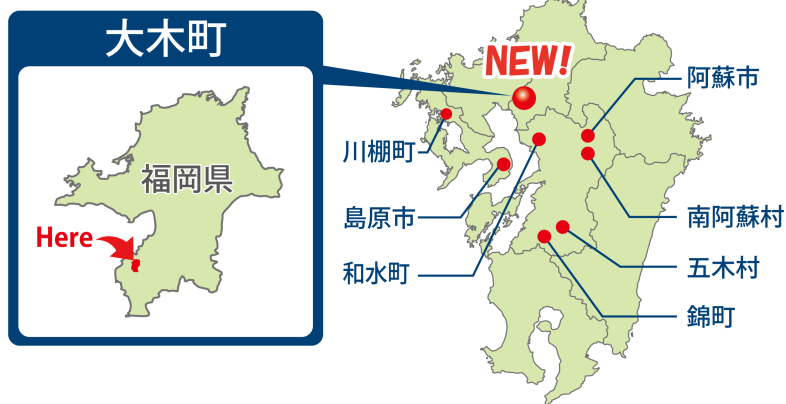 大木町
福岡県
Here
NEW!
川棚町
島原市
和水町
阿蘇市
南阿蘇村
五木村
錦町